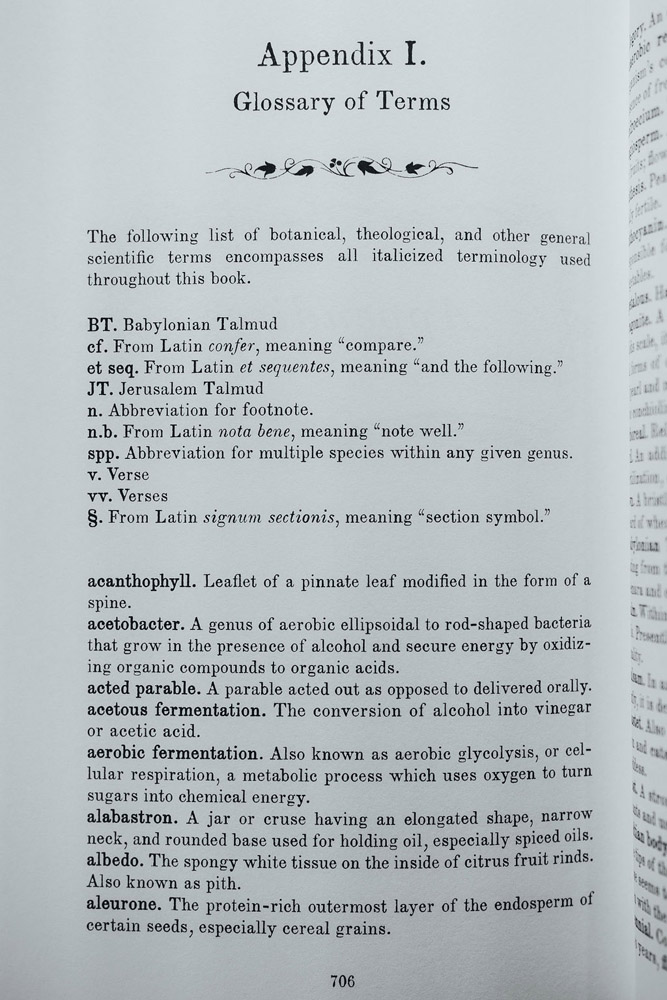 Appendix I.
Glossary of Terms
The following list of botanical, theological, and other general
scientific terms encompasses all italicized terminology used
throughout this book.
BT. Babylonian Talmud
cf. From Latin confer, meaning “compare.”
et seq. From Latin et sequentes, meaning “and the following.”
JT. Jerusalem Talmud
n. Abbreviation for footnote.
n.b. From Latin nota bene, meaning “note well.”
spp. Abbreviation for multiple species within any given genus.
v. Verse
vv. Verses
§. From Latin signum sectionis, meaning “section symbol.”
acanthophyll. Leaflet of a pinnate leaf modified in the form of a
spine.
acetobacter. A genus of aerobic ellipsoidal to rod-shaped bacteria
that grow in the presence of alcohol and secure energy by oxidiz-
ing organic compounds to organic acids.
acted parable. A parable acted out as opposed to delivered orally.
acetous fermentation. The conversion of alcohol into vinegar
or acetic acid.
aerobic fermentation. Also known as aerobic glycolysis, or cel-
lular respiration, a metabolic process which uses oxygen to turn
sugars into chemical energy.
alabastron. A jar or cruse having an elongated shape, narrow
neck, and rounded base used for holding oil, especially spiced oils.
albedo. The spongy white tissue on the inside of citrus fruit rinds.
Also known as pith.
aleurone. The protein-rich outermost layer of the endosperm of
certain seeds, especially cereal grains.
706